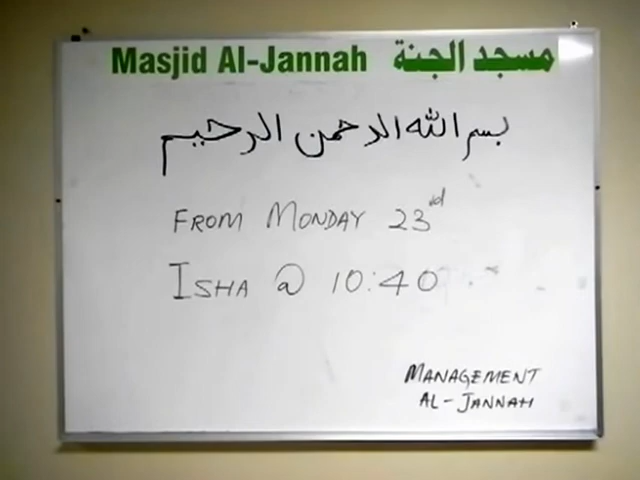 Masjid Al-Jannah مسجد الجنة
بسم الله الرحمن الرحيم
FROM MONDAY 23rd
ISHA @ 10:40
MANAGEMENT
AL-JANNAH